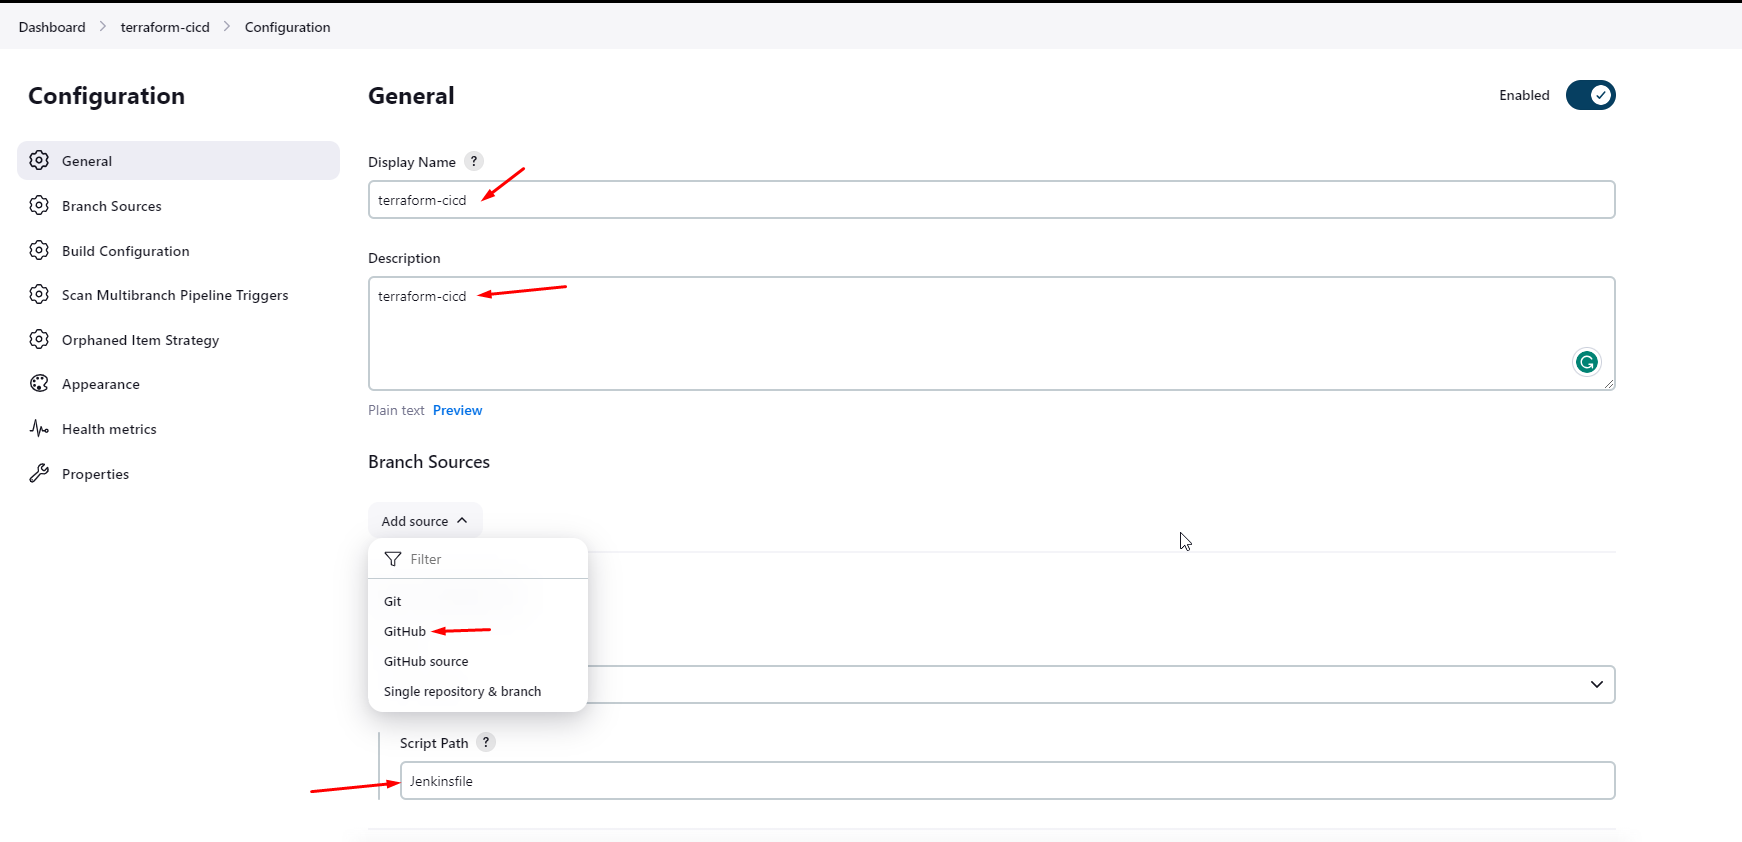 Dashboard > terraform-cicd > Configuration
Configuration
General
Branch Sources
Build Configuration
Scan Multibranch Pipeline Triggers
Orphaned Item Strategy
Appearance
Health metrics
Properties
General
Enabled
Display Name ?
terraform-cicd
Description
terraform-cicd
Plain text Preview
Branch Sources
Add source
Filter
Git
GitHub
GitHub source
Single repository & branch
Script Path ?
Jenkinsfile